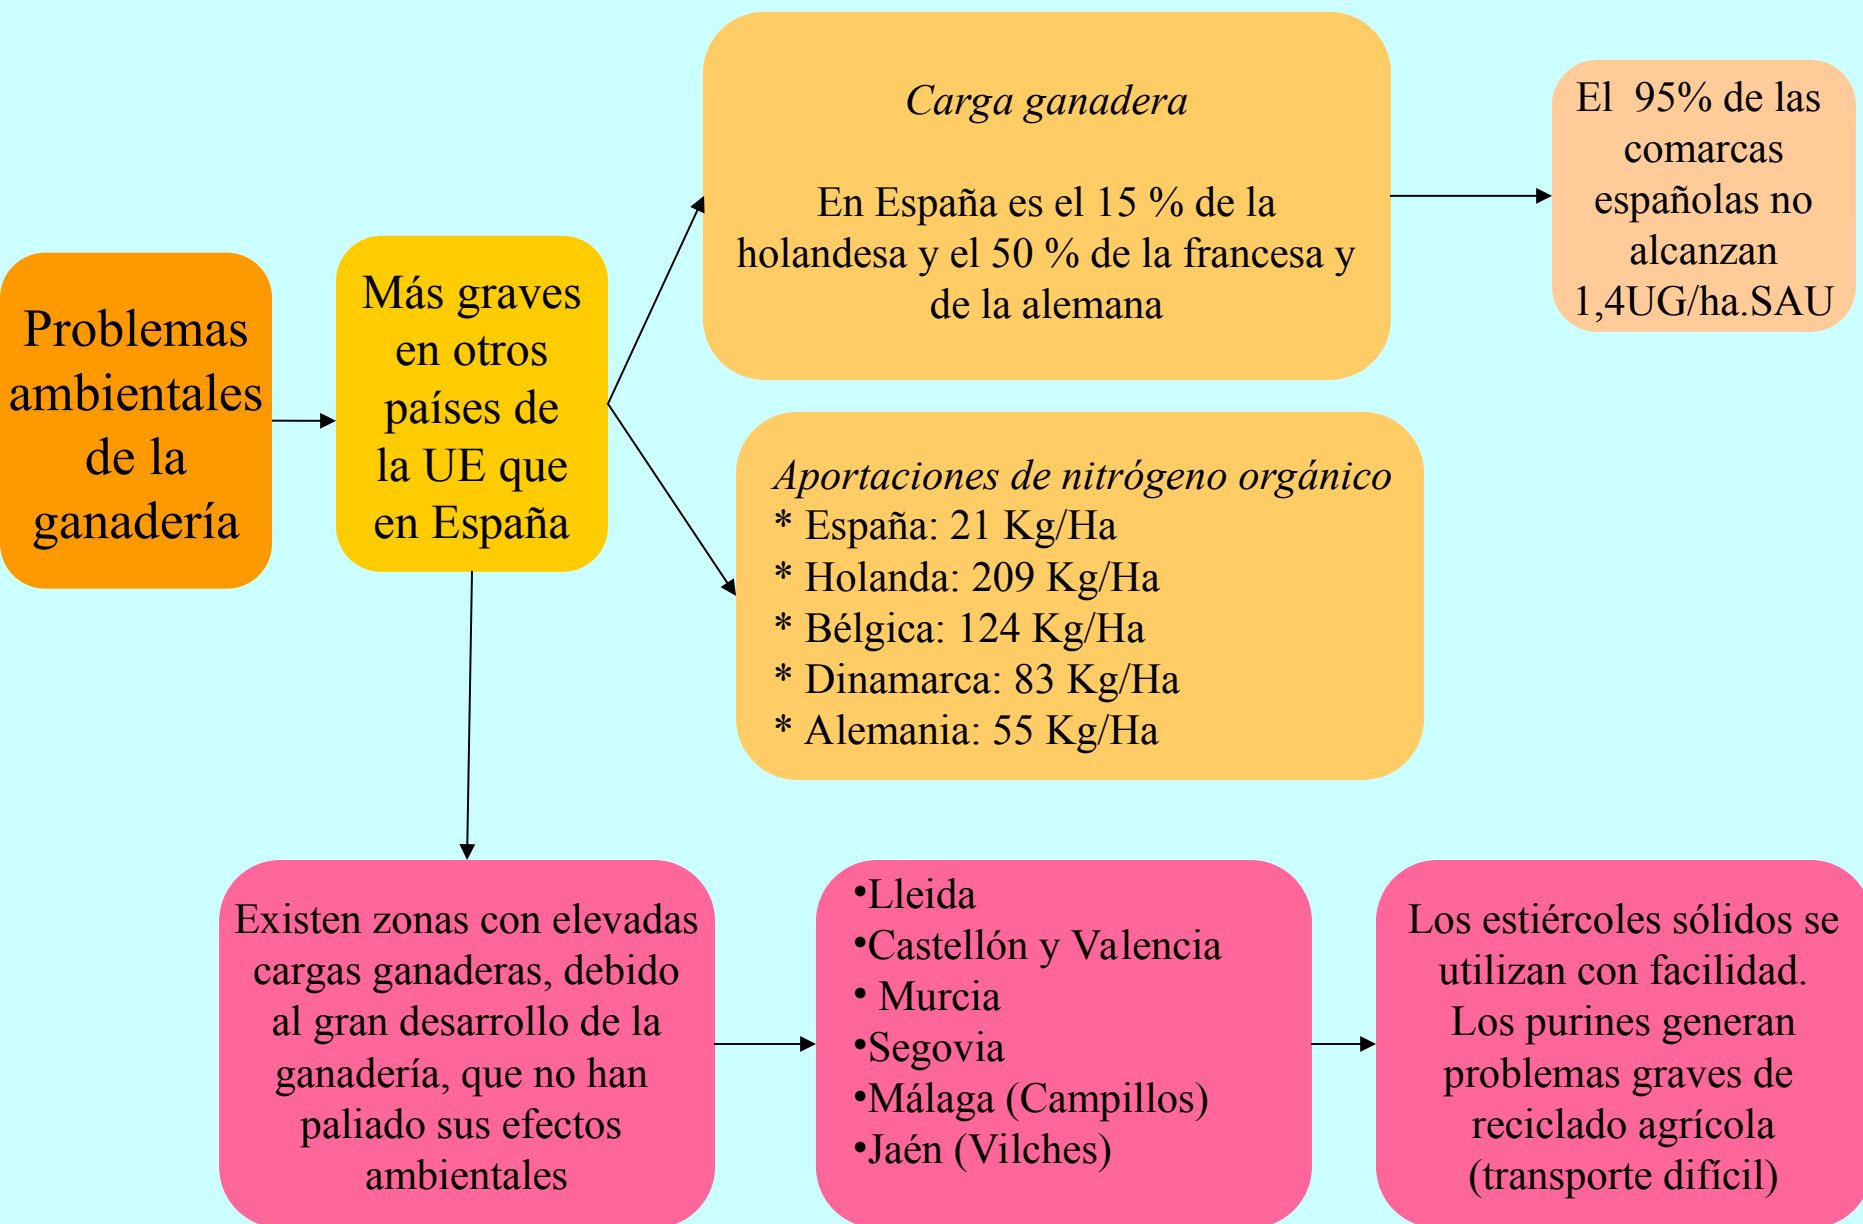 Problemas
ambientales
de la
ganadería
Más graves
en otros
países de
la UE que
en España
Carga ganadera
En España es el 15 % de la
holandesa y el 50 % de la francesa y
de la alemana
El  95% de las
comarcas
españolas no
alcanzan
1,4UG/ha.SAU
Aportaciones de nitrógeno orgánico
* España: 21 Kg/Ha
* Holanda: 209 Kg/Ha
* Bélgica: 124 Kg/Ha
* Dinamarca: 83 Kg/Ha
* Alemania: 55 Kg/Ha
Existen zonas con elevadas
cargas ganaderas, debido
al gran desarrollo de la
ganadería, que no han
paliado sus efectos
ambientales
•Lleida
•Castellón y Valencia
• Murcia
•Segovia
•Málaga (Campillos)
•Jaén (Vilches)
Los estiércoles sólidos se
utilizan con facilidad.
Los purines generan
problemas graves de
reciclado agrícola
(transporte difícil)